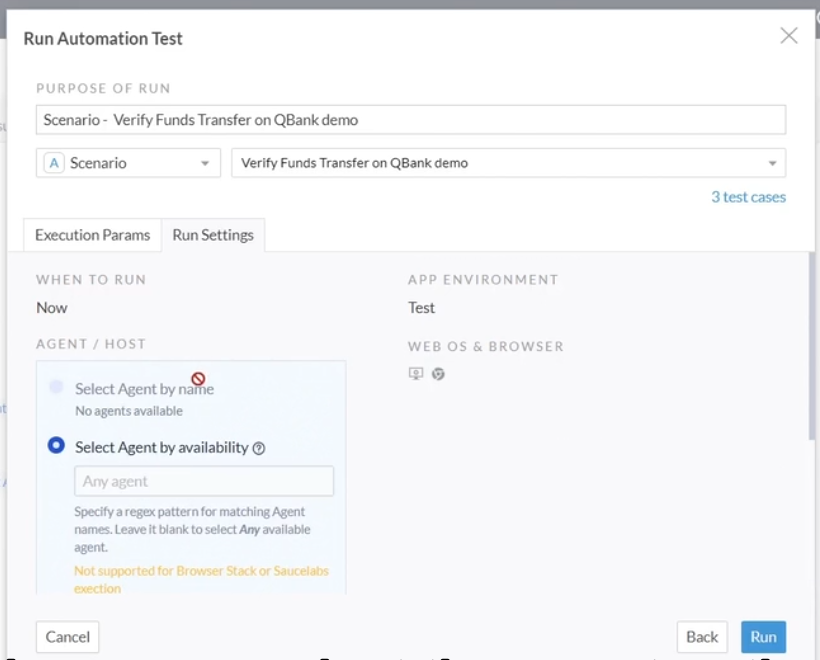 Run Automation Test
PURPOSE OF RUN
Scenario - Verify Funds Transfer on QBank demo
A Scenario
Verify Funds Transfer on QBank demo
3 test cases
Execution Params
Run Settings
WHEN TO RUN
Now
APP ENVIRONMENT
Test
AGENT / HOST
WEB OS & BROWSER
Select Agent by name
No agents available
Select Agent by availability
Any agent
Specify a regex pattern for matching Agent
names. Leave it blank to select Any available
agent.
Not supported for Browser Stack or Saucelabs
exection
Cancel
Back
Run